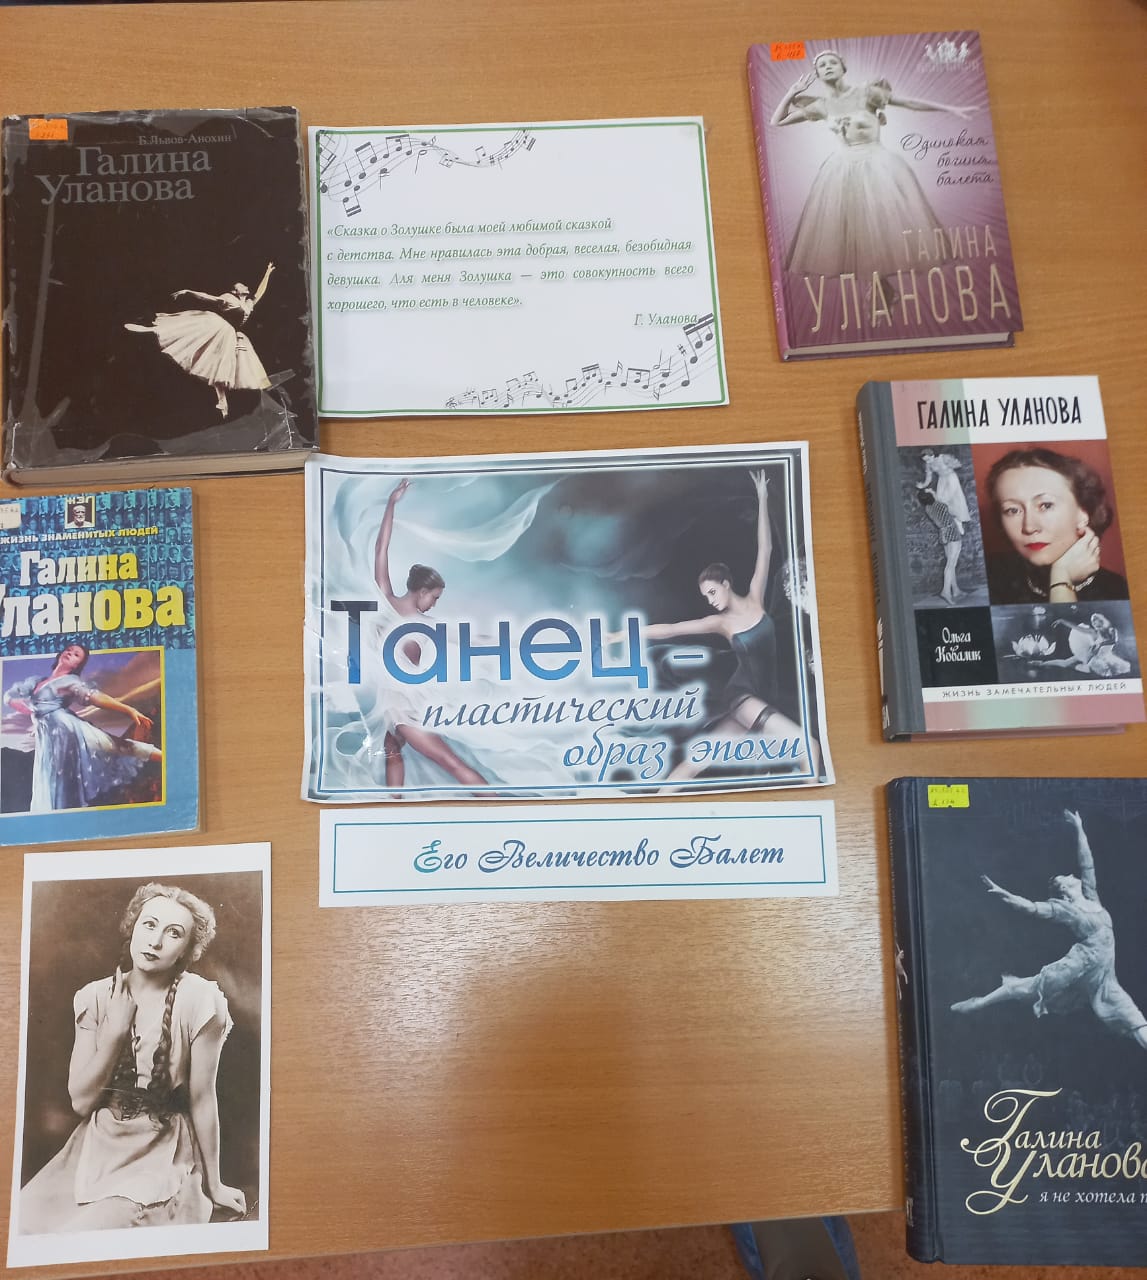 Б.Львов-Анохин
Галина
Уланова
«Сказка о Золушке была моей любимой сказкой
с детства. Мне нравилась эта добрая, веселая, безобидная
девушка. Для меня Золушка — это совокупность всего
хорошего, что есть в человеке».
Г. Уланова
Одинокая
богиня
балета
ГАЛИНА
УЛАНОВА
ГАЛИНА УЛАНОВА
Ольга
Ковалик
ЖИЗНЬ ЗАМЕЧАТЕЛЬНЫХ ЛЮДЕЙ
ЖЗЛ
ЖИЗНЬ ЗНАМЕНИТЫХ ЛЮДЕЙ
Галина
Уланова
Танец –
пластический
образ эпохи
Его Величество Балет
Галина
Уланова
я не хотела